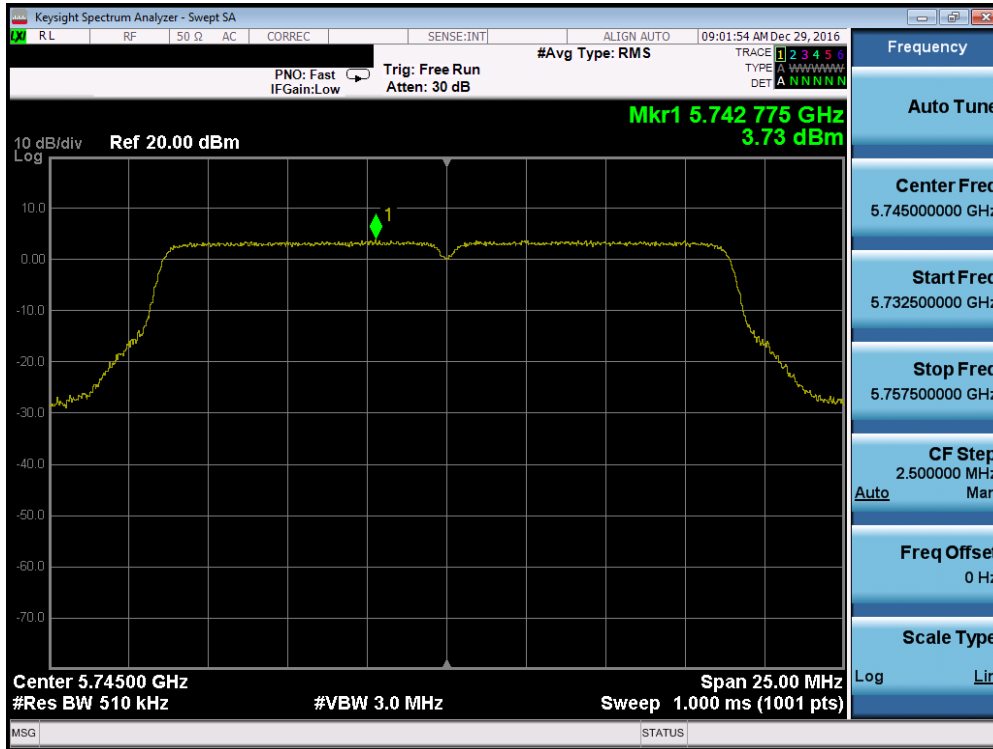 Keysight Spectrum Analyzer - Swept SA
LXI RL RF 50 Ω AC CORREC SENSE:INT ALIGN AUTO 09:01:54 AM Dec 29, 2016
Frequency
#Avg Type: RMS
TRACE 1 2 3 4 5 6
TYPE A WWWWW
DET A N N N N N
PNO: Fast
IFGain:Low
Trig: Free Run
Atten: 30 dB
Auto Tune
Mkr1 5.742 775 GHz
3.73 dBm
10 dB/div
Log
Ref 20.00 dBm
Center Freq
5.745000000 GHz
1
10.0
0.00
-10.0
-20.0
-30.0
-40.0
-50.0
-60.0
-70.0
Start Freq
5.732500000 GHz
Stop Freq
5.757500000 GHz
CF Step
2.500000 MHz
Auto Man
Freq Offset
0 Hz
Scale Type
Log Lin
Center 5.74500 GHz
Span 25.00 MHz
#Res BW 510 kHz
#VBW 3.0 MHz
Sweep 1.000 ms (1001 pts)
MSG
STATUS